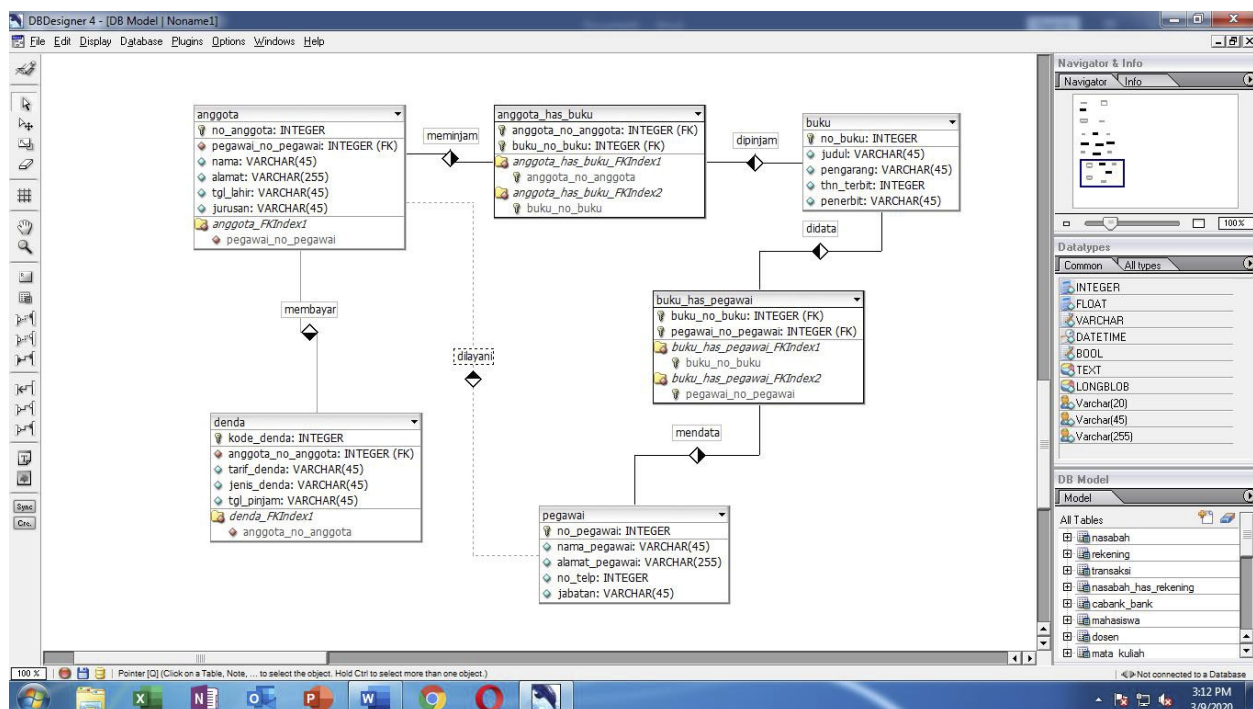 DBDesigner 4 - [DB Model | Noname1]
File Edit Display Database Plugins Options Windows Help
anggota
no_anggota: INTEGER
pegawai_no_pegawai: INTEGER (FK)
nama: VARCHAR(45)
alamat: VARCHAR(255)
tgl_lahir: VARCHAR(45)
jurusan: VARCHAR(45)
anggota_FKIndex1
pegawai_no_pegawai
meminjam
anggota_has_buku
anggota_no_anggota: INTEGER (FK)
buku_no_buku: INTEGER (FK)
anggota_has_buku_FKIndex1
anggota_no_anggota
anggota_has_buku_FKIndex2
buku_no_buku
dipinjam
buku
no_buku: INTEGER
judul: VARCHAR(45)
pengarang: VARCHAR(45)
thn_terbit: INTEGER
penerbit: VARCHAR(45)
didata
membayar
dilayani
buku_has_pegawai
buku_no_buku: INTEGER (FK)
pegawai_no_pegawai: INTEGER (FK)
buku_has_pegawai_FKIndex1
buku_no_buku
buku_has_pegawai_FKIndex2
pegawai_no_pegawai
mendata
denda
kode_denda: INTEGER
anggota_no_anggota: INTEGER (FK)
tarif_denda: VARCHAR(45)
jenis_denda: VARCHAR(45)
tgl_pinjam: VARCHAR(45)
denda_FKIndex1
anggota_no_anggota
pegawai
no_pegawai: INTEGER
nama_pegawai: VARCHAR(45)
alamat_pegawai: VARCHAR(255)
no_telp: INTEGER
jabatan: VARCHAR(45)
Sync
Cre.
Navigator & Info
Navigator Info
100%
Datatypes
Common All types
INTEGER
FLOAT
VARCHAR
DATETIME
BOOL
TEXT
LONGBLOB
Varchar(20)
Varchar(45)
Varchar(255)
DB Model
Model
All Tables
nasabah
rekening
transaksi
nasabah_has_rekening
cabank_bank
mahasiswa
dosen
mata_kuliah
100 %
Pointer [Q] (Click on a Table, Note, ... to select the object. Hold Ctrl to select more than one object.)
Not connected to a Database
3:12 PM
3/9/2020